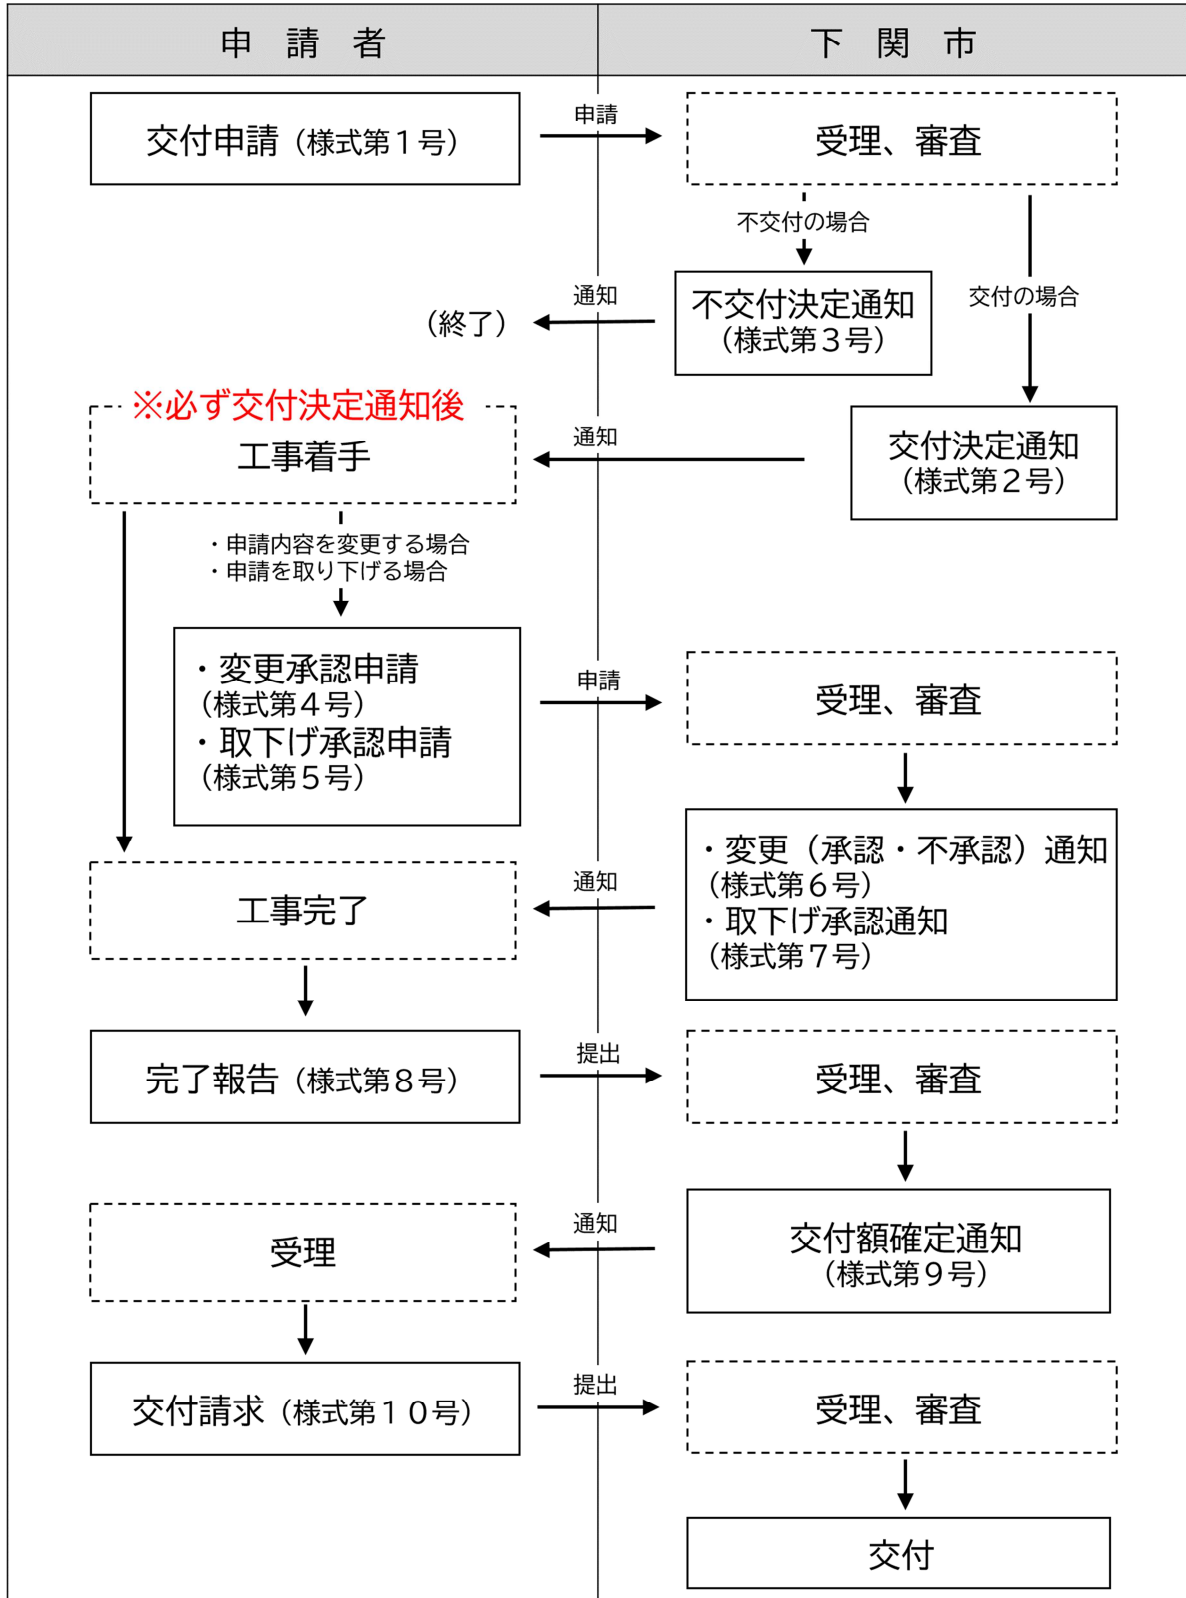 申　請　者
下　関　市
交付申請（様式第１号）
申請
受理、審査
不交付の場合
交付の場合
不交付決定通知
（様式第３号）
通知
（終了）
交付決定通知
（様式第２号）
通知
※必ず交付決定通知後
工事着手
・申請内容を変更する場合
・申請を取り下げる場合
・変更承認申請
（様式第４号）
・取下げ承認申請
（様式第５号）
申請
受理、審査
・変更（承認・不承認）通知
（様式第６号）
・取下げ承認通知
（様式第７号）
通知
工事完了
完了報告（様式第８号）
提出
受理、審査
交付額確定通知
（様式第９号）
通知
受理
交付請求（様式第１０号）
提出
受理、審査
交付